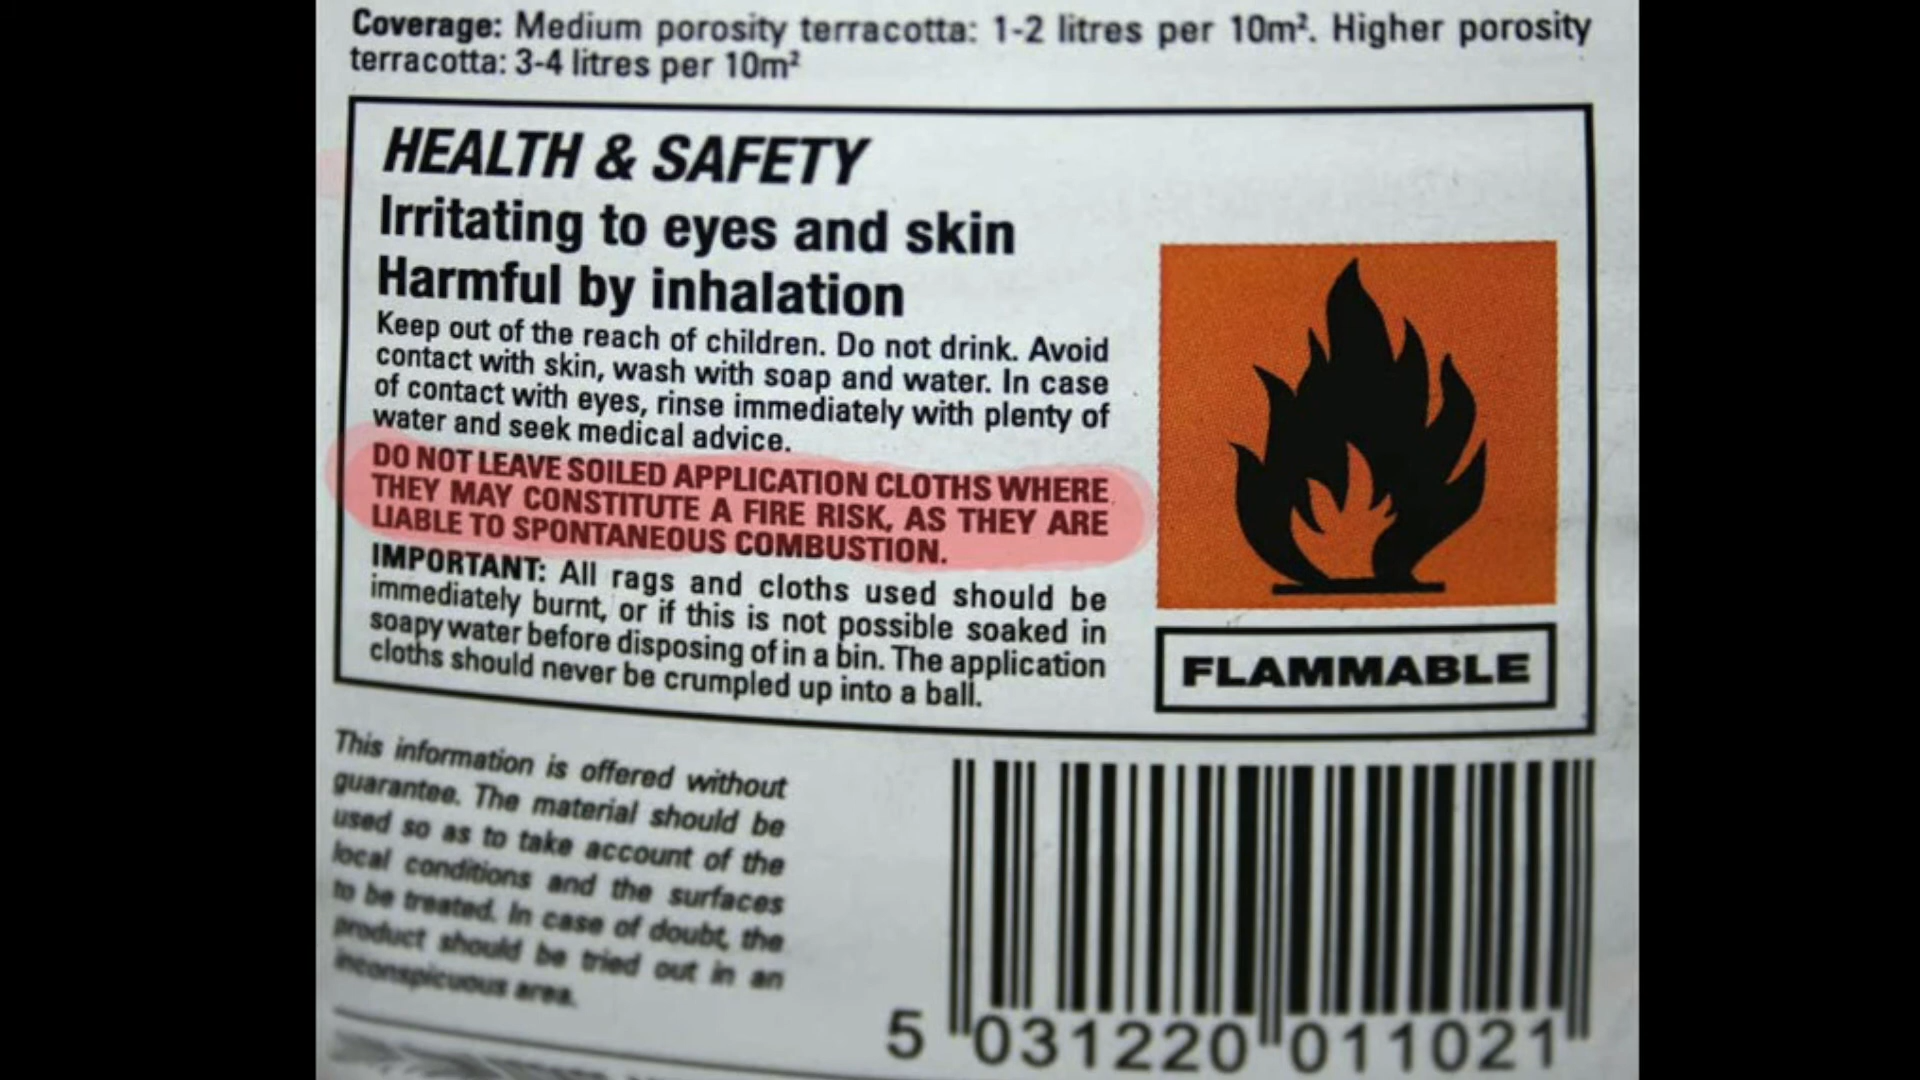 Coverage: Medium porosity terracotta: 1-2 litres per 10m². Higher porosity
terracotta: 3-4 litres per 10m²
HEALTH & SAFETY
Irritating to eyes and skin
Harmful by inhalation
Keep out of the reach of children. Do not drink. Avoid
contact with skin, wash with soap and water. In case
of contact with eyes, rinse immediately with plenty of
water and seek medical advice.
DO NOT LEAVE SOILED APPLICATION CLOTHS WHERE
THEY MAY CONSTITUTE A FIRE RISK, AS THEY ARE
LIABLE TO SPONTANEOUS COMBUSTION.
IMPORTANT: All rags and cloths used should be
immediately burnt, or if this is not possible soaked in
soapy water before disposing of in a bin. The application
cloths should never be crumpled up into a ball.
FLAMMABLE
This information is offered without
guarantee. The material should be
used so as to take account of the
local conditions and the surfaces
to be treated. In case of doubt, the
product should be tried out in an
inconspicuous area.
5 031220 011021